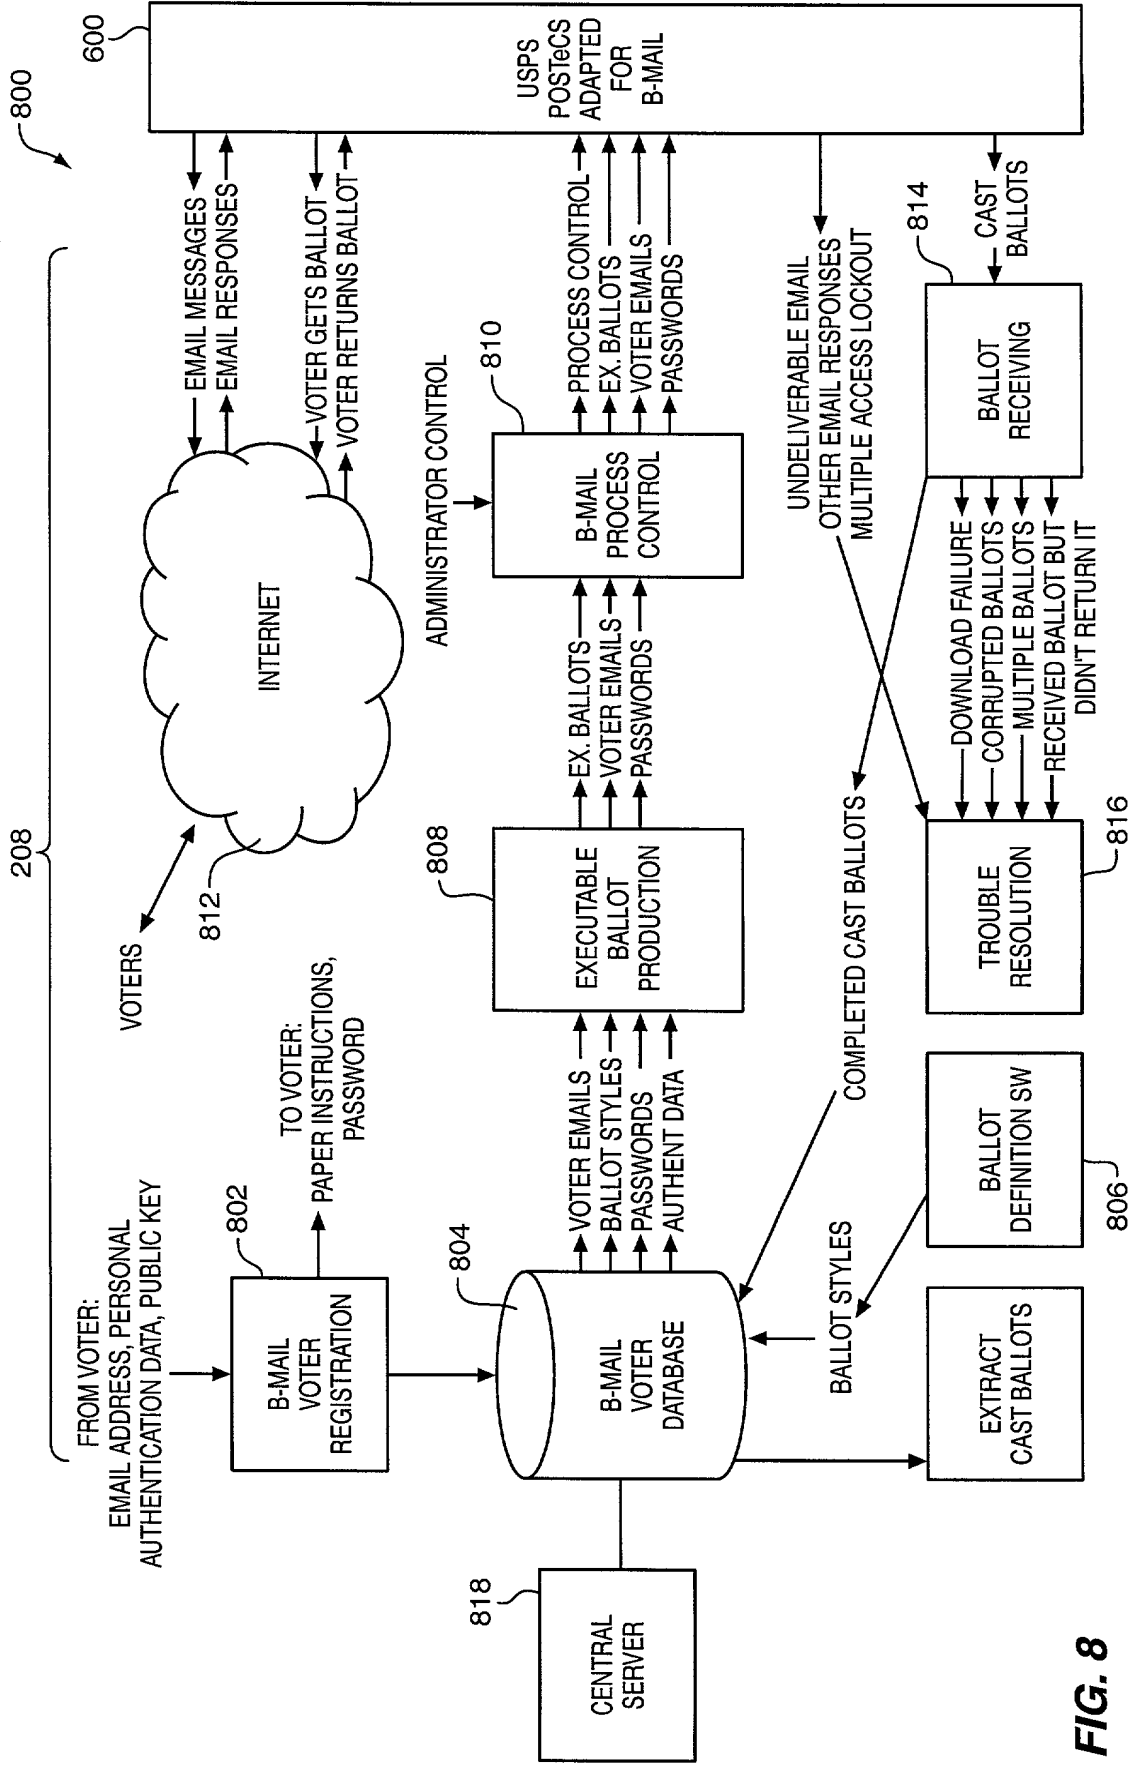 208
800
600
FROM VOTER:
EMAIL ADDRESS, PERSONAL
AUTHENTICATION DATA, PUBLIC KEY
802
B-MAIL
VOTER
REGISTRATION
TO VOTER:
PAPER INSTRUCTIONS,
PASSWORD
VOTERS
812
INTERNET
EMAIL MESSAGES
EMAIL RESPONSES
VOTER GETS BALLOT
VOTER RETURNS BALLOT
USPS
POSTeCS
ADAPTED
FOR
B-MAIL
818
CENTRAL
SERVER
804
B-MAIL
VOTER
DATABASE
VOTER EMAILS
BALLOT STYLES
PASSWORDS
AUTHENT DATA
808
EXECUTABLE
BALLOT
PRODUCTION
EX. BALLOTS
VOTER EMAILS
PASSWORDS
ADMINISTRATOR CONTROL
810
B-MAIL
PROCESS
CONTROL
PROCESS CONTROL
EX. BALLOTS
VOTER EMAILS
PASSWORDS
UNDELIVERABLE EMAIL
OTHER EMAIL RESPONSES
MULTIPLE ACCESS LOCKOUT
BALLOT STYLES
COMPLETED CAST BALLOTS
EXTRACT
CAST BALLOTS
BALLOT
DEFINITION SW
806
TROUBLE
RESOLUTION
816
DOWNLOAD FAILURE
CORRUPTED BALLOTS
MULTIPLE BALLOTS
RECEIVED BALLOT BUT
DIDN'T RETURN IT
814
BALLOT
RECEIVING
CAST
BALLOTS
FIG. 8